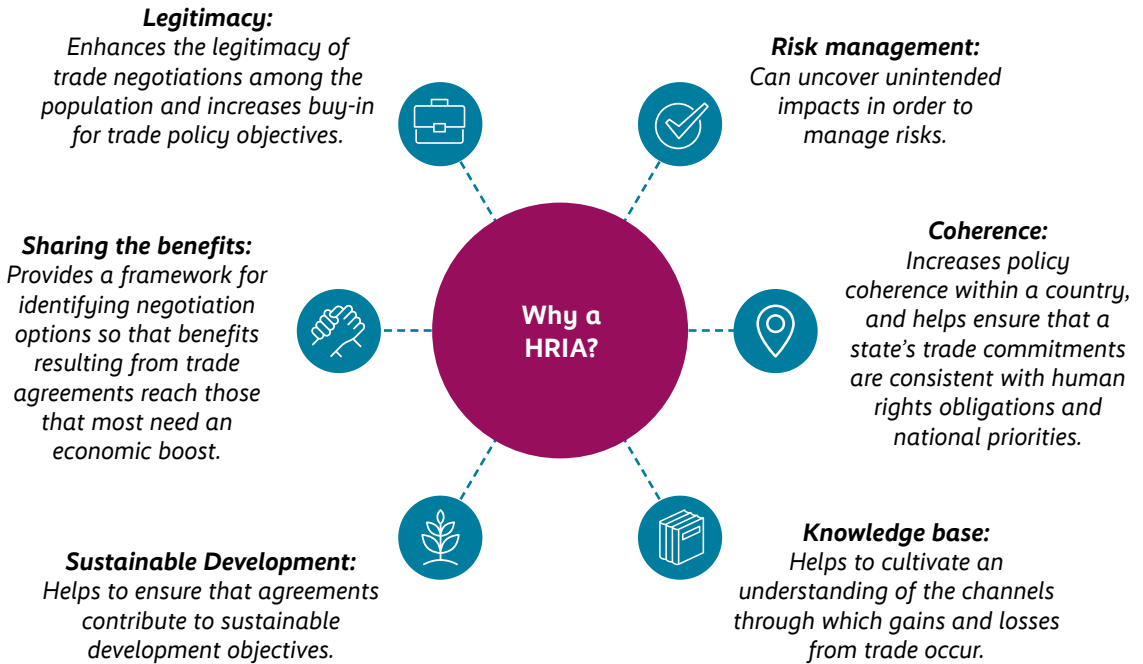 Legitimacy:
Enhances the legitimacy of
trade negotiations among the
population and increases buy-in
for trade policy objectives.
Risk management:
Can uncover unintended
impacts in order to
manage risks.
Sharing the benefits:
Provides a framework for
identifying negotiation
options so that benefits
resulting from trade
agreements reach those
that most need an
economic boost.
Why a
HRIA?
Coherence:
Increases policy
coherence within a country,
and helps ensure that a
state's trade commitments
are consistent with human
rights obligations and
national priorities.
Sustainable Development:
Helps to ensure that agreements
contribute to sustainable
development objectives.
Knowledge base:
Helps to cultivate an
understanding of the channels
through which gains and losses
from trade occur.